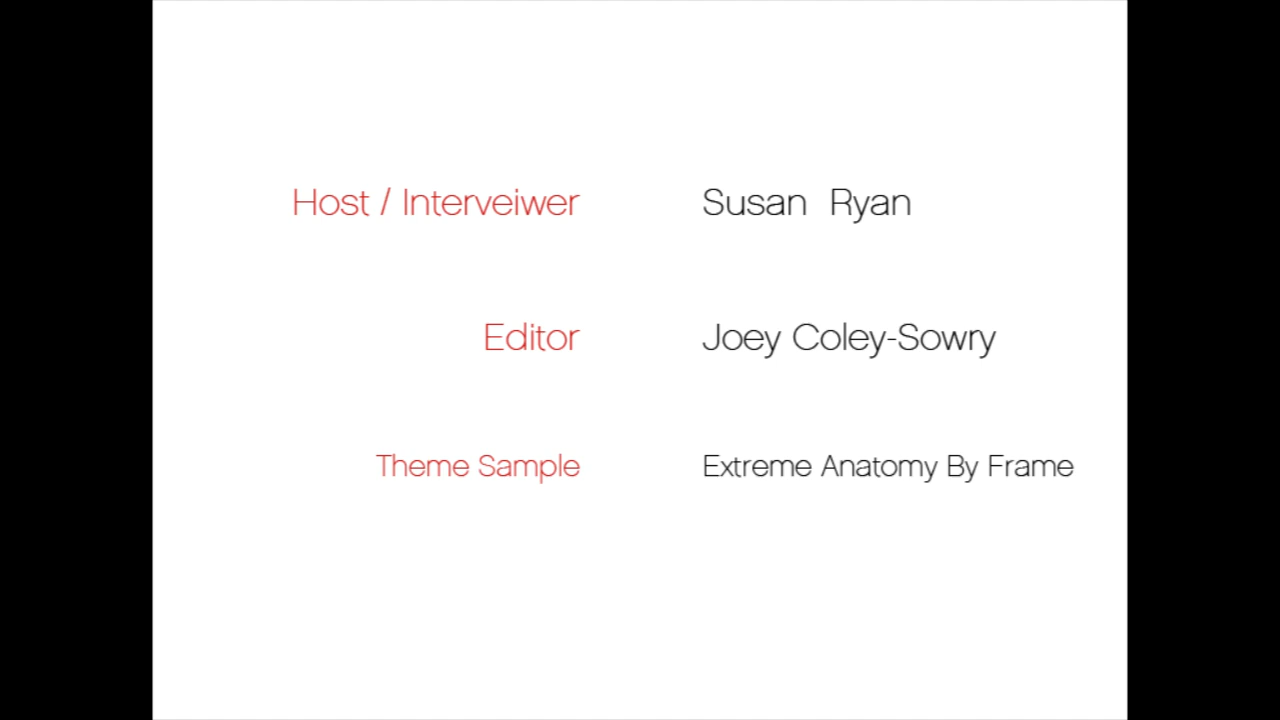 Host / Interveiwer Susan Ryan
Editor Joey Coley-Sowry
Theme Sample Extreme Anatomy By Frame